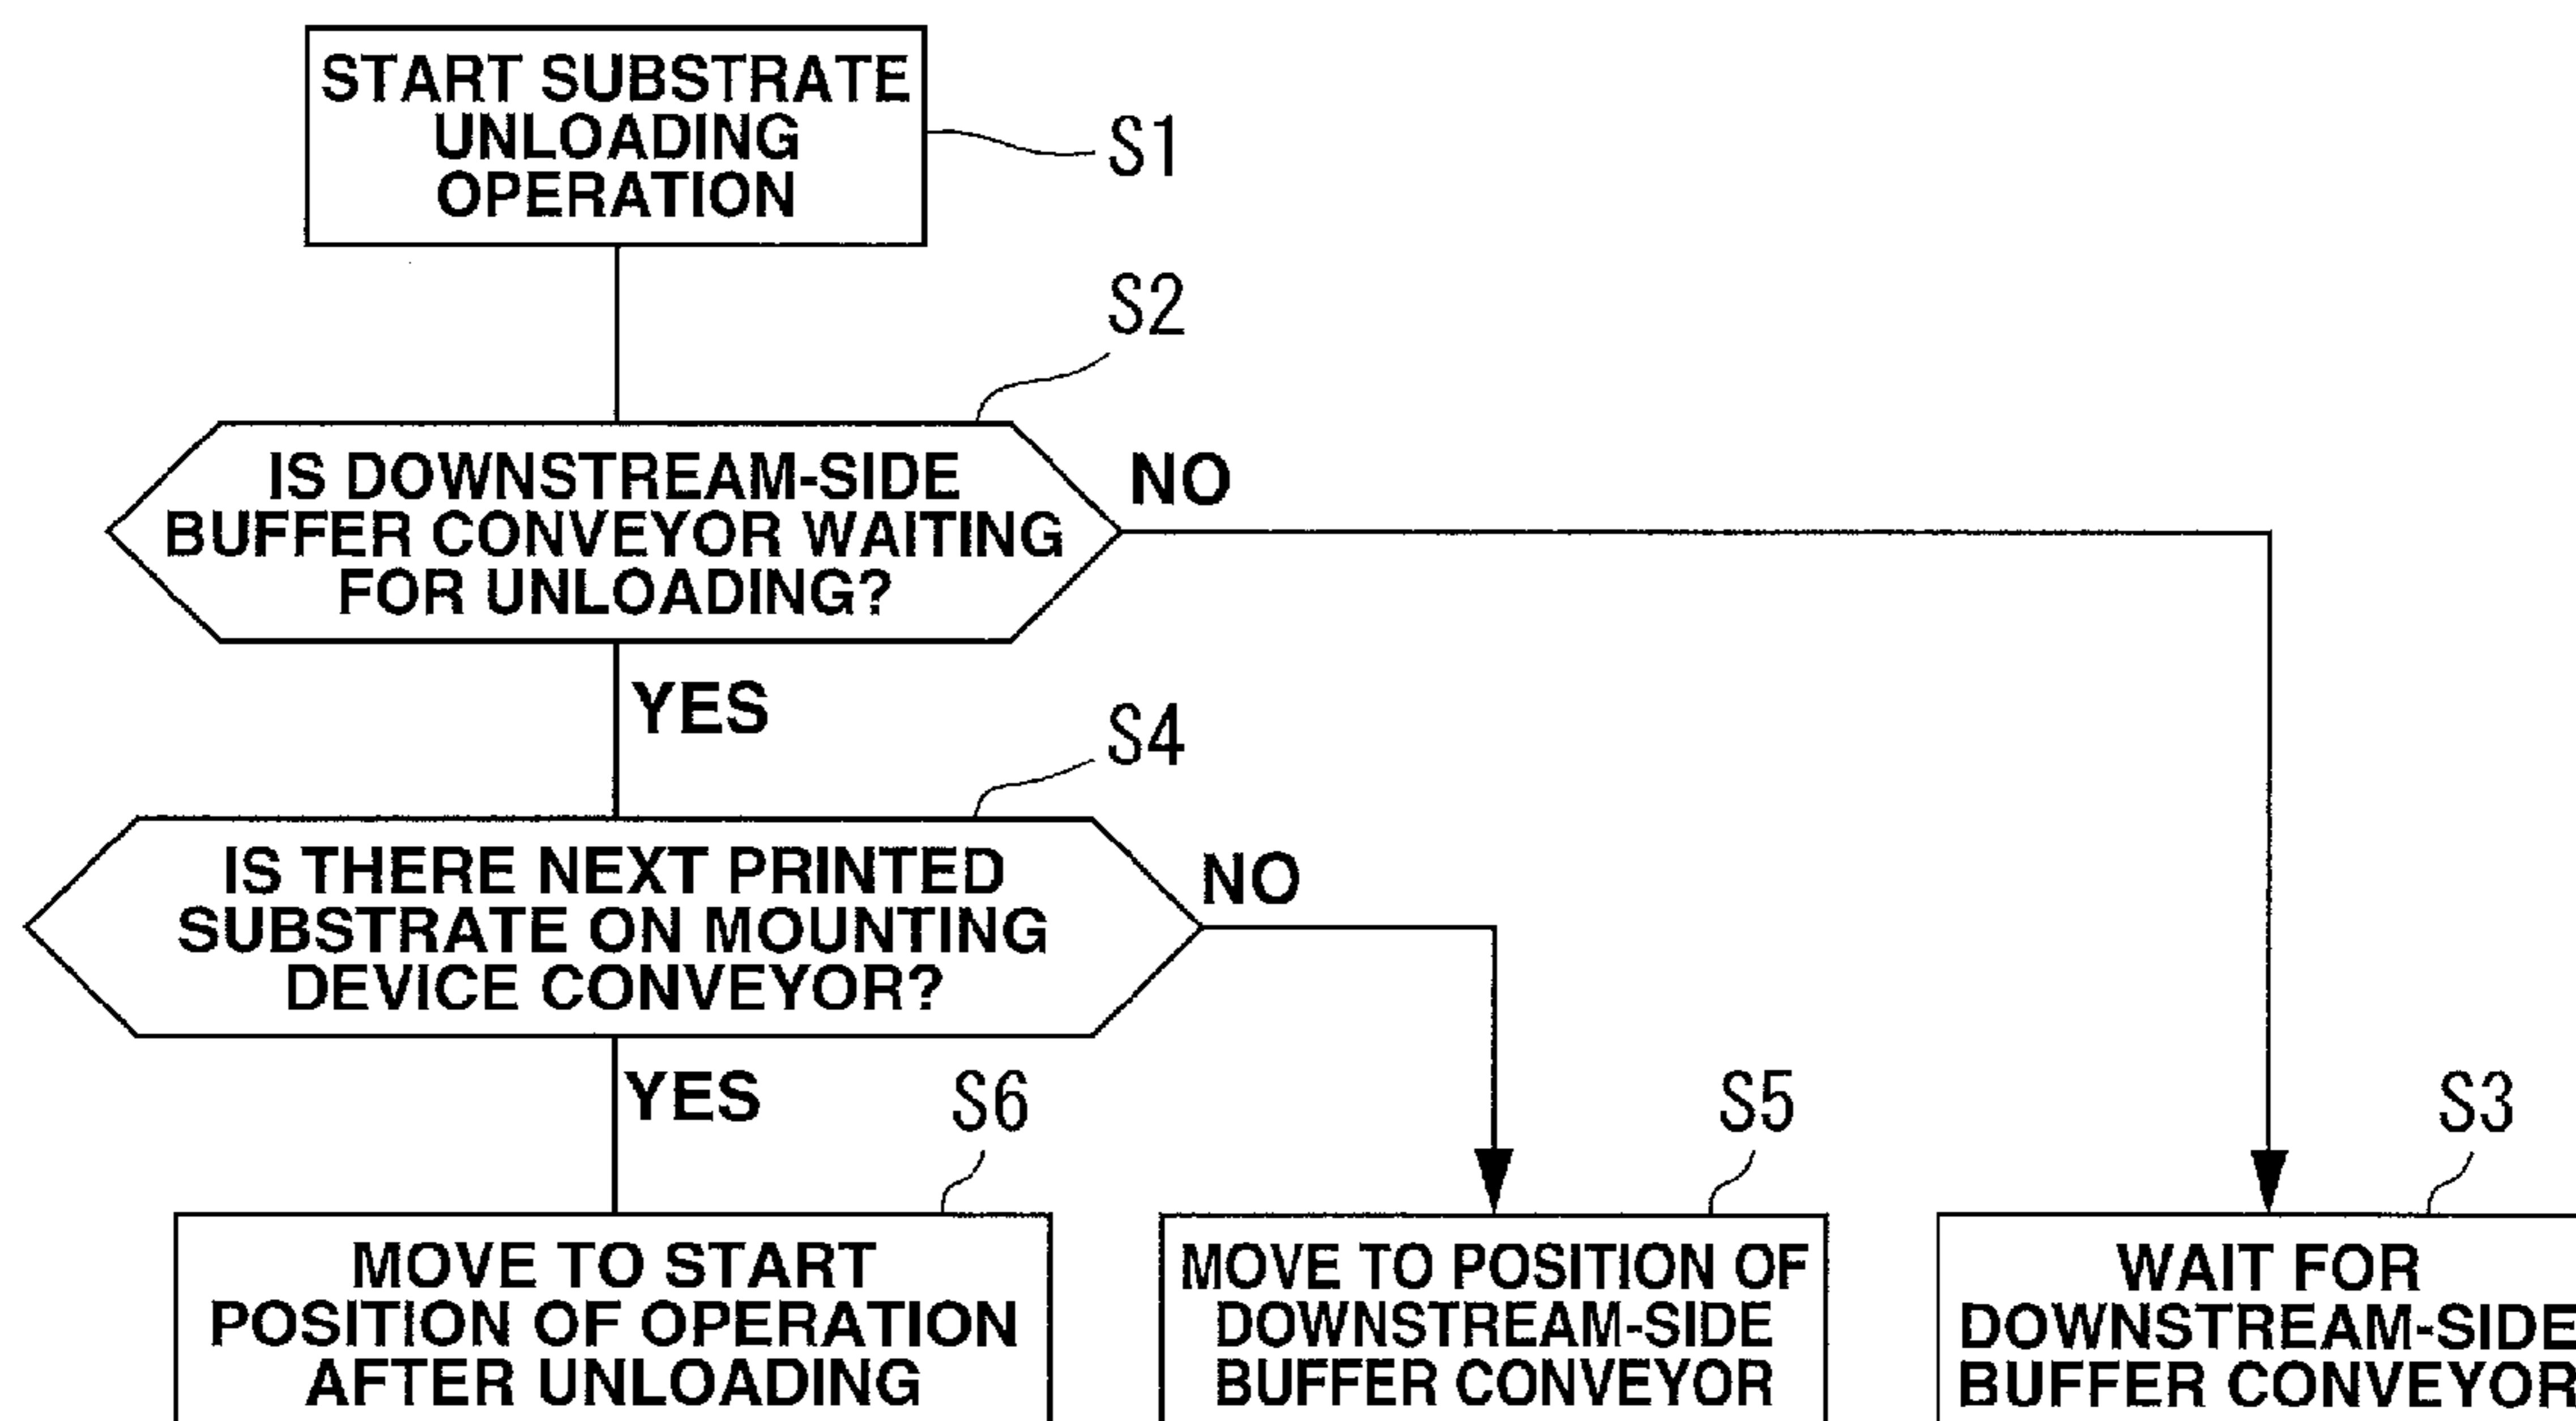 START SUBSTRATE
UNLOADING
OPERATION
S1
S2
IS DOWNSTREAM-SIDE
BUFFER CONVEYOR WAITING
FOR UNLOADING?
NO
YES
S4
IS THERE NEXT PRINTED
SUBSTRATE ON MOUNTING
DEVICE CONVEYOR?
NO
YES
S6
MOVE TO START
POSITION OF OPERATION
AFTER UNLOADING
S5
MOVE TO POSITION OF
DOWNSTREAM-SIDE
BUFFER CONVEYOR
S3
WAIT FOR
DOWNSTREAM-SIDE
BUFFER CONVEYOR